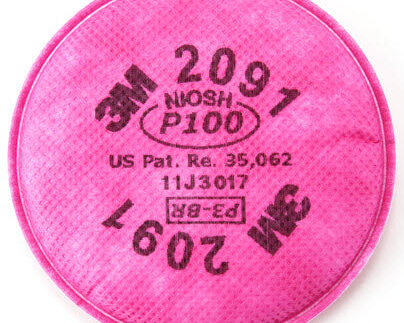 3M 2091
NIOSH
P100
US Pat. Re. 35,062
11J3017
P3-BR
3M 2091